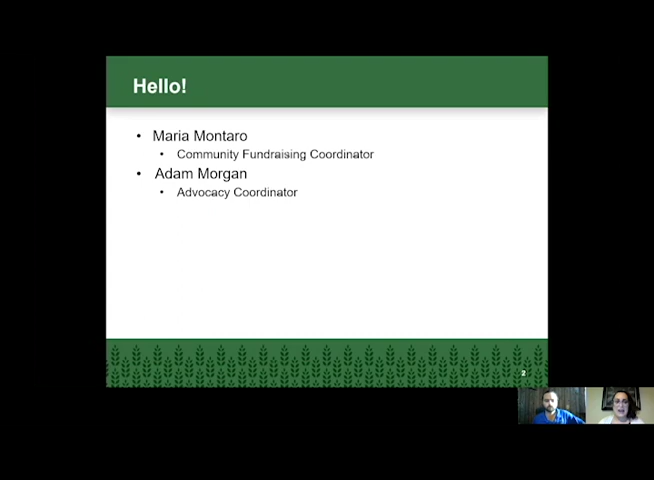 Hello!
• Maria Montaro
• Community Fundraising Coordinator
• Adam Morgan
• Advocacy Coordinator
2